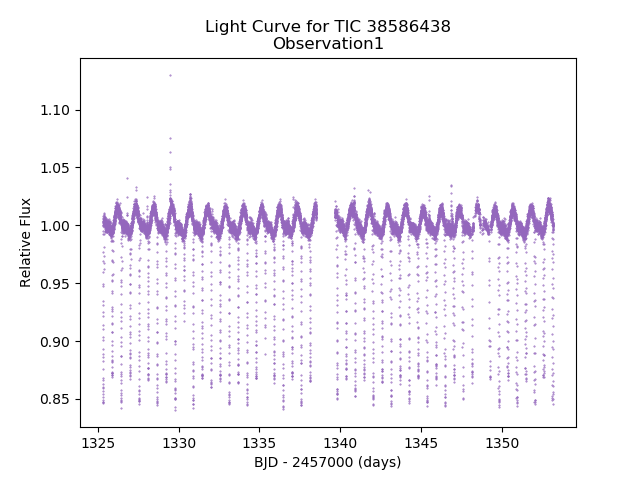 Light Curve for TIC 38586438
Observation1
Relative Flux
1.10
1.05
1.00
0.95
0.90
0.85
1325 1330 1335 1340 1345 1350
BJD - 2457000 (days)